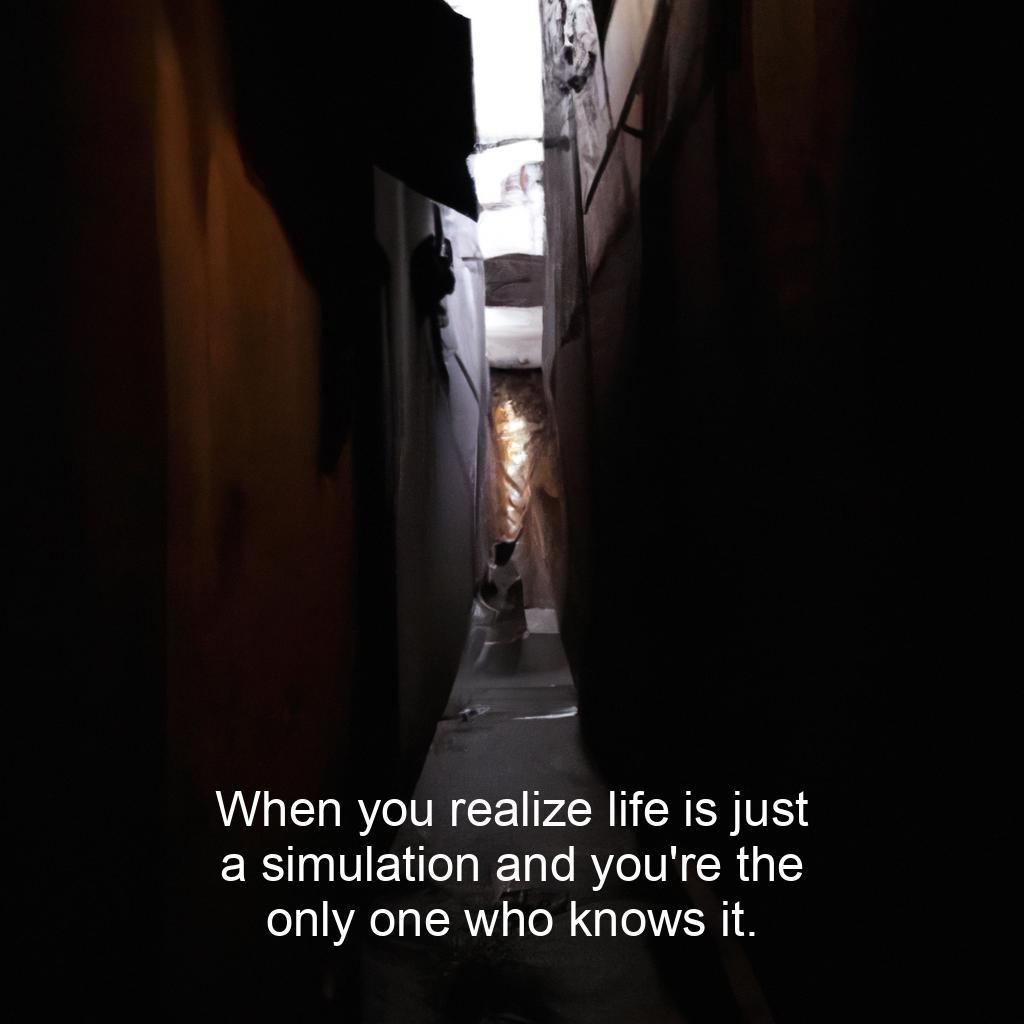 When you realize life is just
a simulation and you're the
only one who knows it.